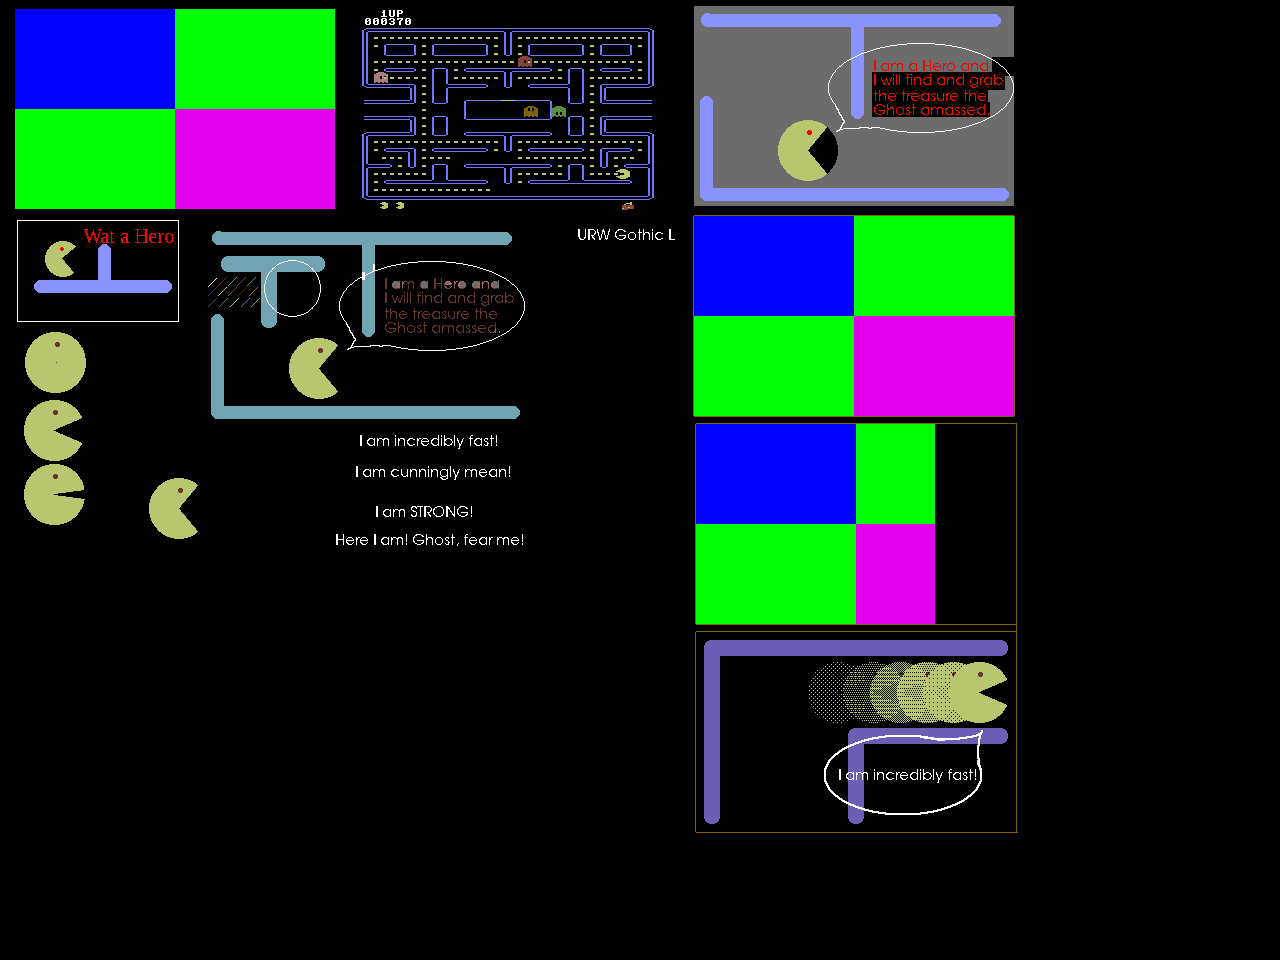 1UP
000370
I am a Hero and
I will find and grab
the treasure the
Ghost amassed.
Wat a Hero
URW Gothic L
I am a Hero and
I will find and grab
the treasure the
Ghost amassed.
I am incredibly fast!
I am cunningly mean!
I am STRONG!
Here I am! Ghost, fear me!
I am incredibly fast!